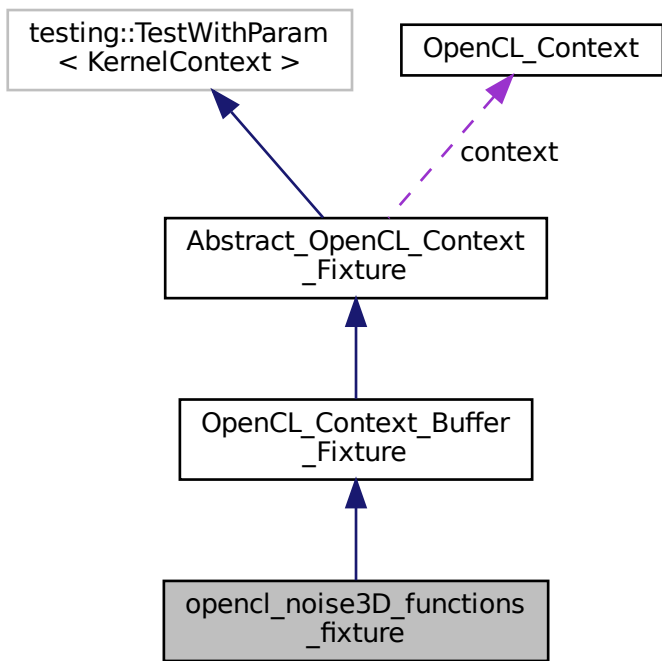 testing::TestWithParam
< KernelContext >
OpenCL_Context
context
Abstract_OpenCL_Context
_Fixture
OpenCL_Context_Buffer
_Fixture
opencl_noise3D_functions
_fixture